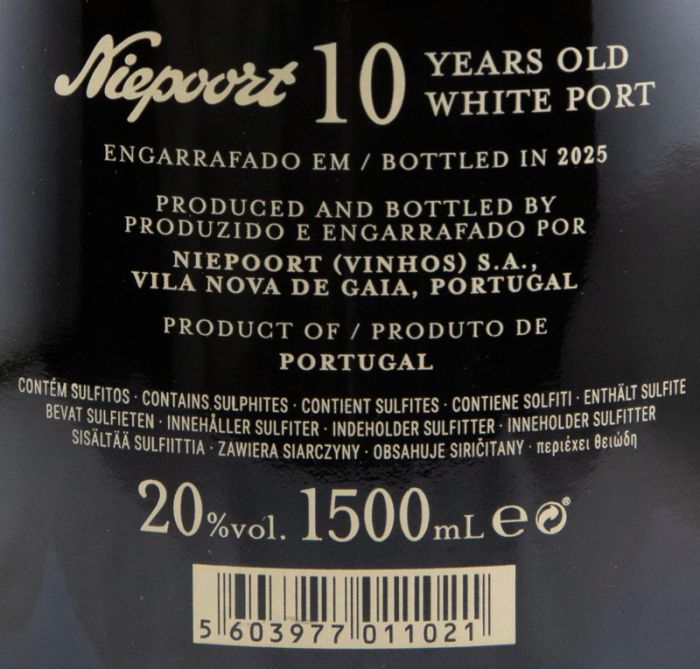 Niepoort 10 YEARS OLD
WHITE PORT
ENGARRAFADO EM / BOTTLED IN 2025
PRODUCED AND BOTTLED BY
PRODUZIDO E ENGARRAFADO POR
NIEPOORT (VINHOS) S.A.,
VILA NOVA DE GAIA, PORTUGAL
PRODUCT OF / PRODUTO DE
PORTUGAL
CONTÉM SULFITOS · CONTAINS SULPHITES · CONTIENT SULFITES · CONTIENE SOLFITI · ENTHÄLT SULFITE
BEVAT SULFIETEN · INNEHÅLLER SULFITER · INDEHOLDER SULFITTER · INNEHOLDER SULFITTER
SISÄLTÄÄ SULFIITTIA · ZAWIERA SIARCZYNY · OBSAHUJE SIRIČITANY · περιέχει θειώδη
20%vol. 1500mL e
5 603977 011021